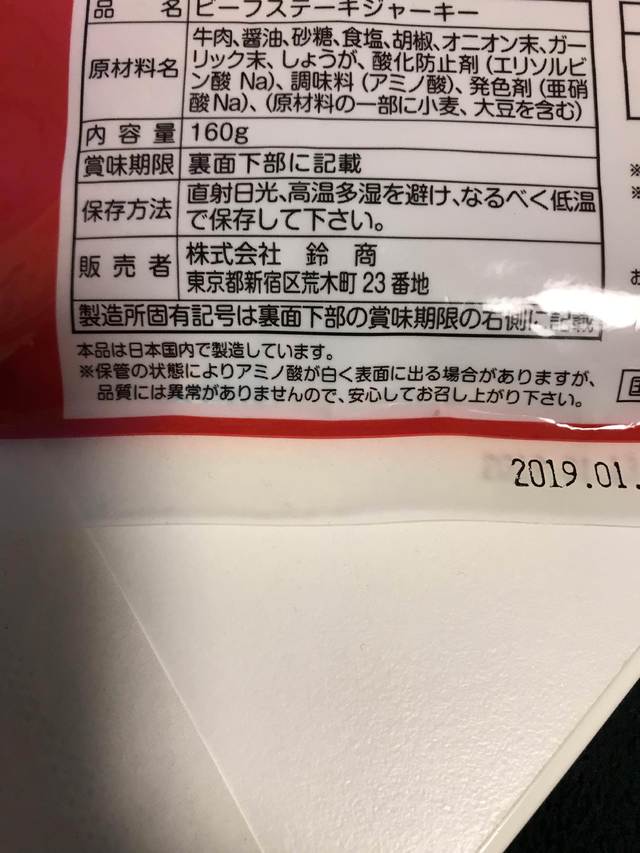 品 名 ビーフステーキジャーキー
原材料名 牛肉、醤油、砂糖、食塩、胡椒、オニオン末、ガー
リック末、しょうが、酸化防止剤(エリソルビ
ン酸Na)、調味料(アミノ酸)、発色剤(亜硝
酸Na)、(原材料の一部に小麦、大豆を含む)
内容量 160g
賞味期限 裏面下部に記載
保存方法 直射日光、高温多湿を避け、なるべく低温
で保存して下さい。
販売者 株式会社 鈴商
東京都新宿区荒木町23番地
製造所固有記号は裏面下部の賞味期限の右側に記載
本品は日本国内で製造しています。
※保管の状態によりアミノ酸が白く表面に出る場合がありますが、
品質には異常がありませんので、安心してお召し上がり下さい。
※
※
お
2019.01.